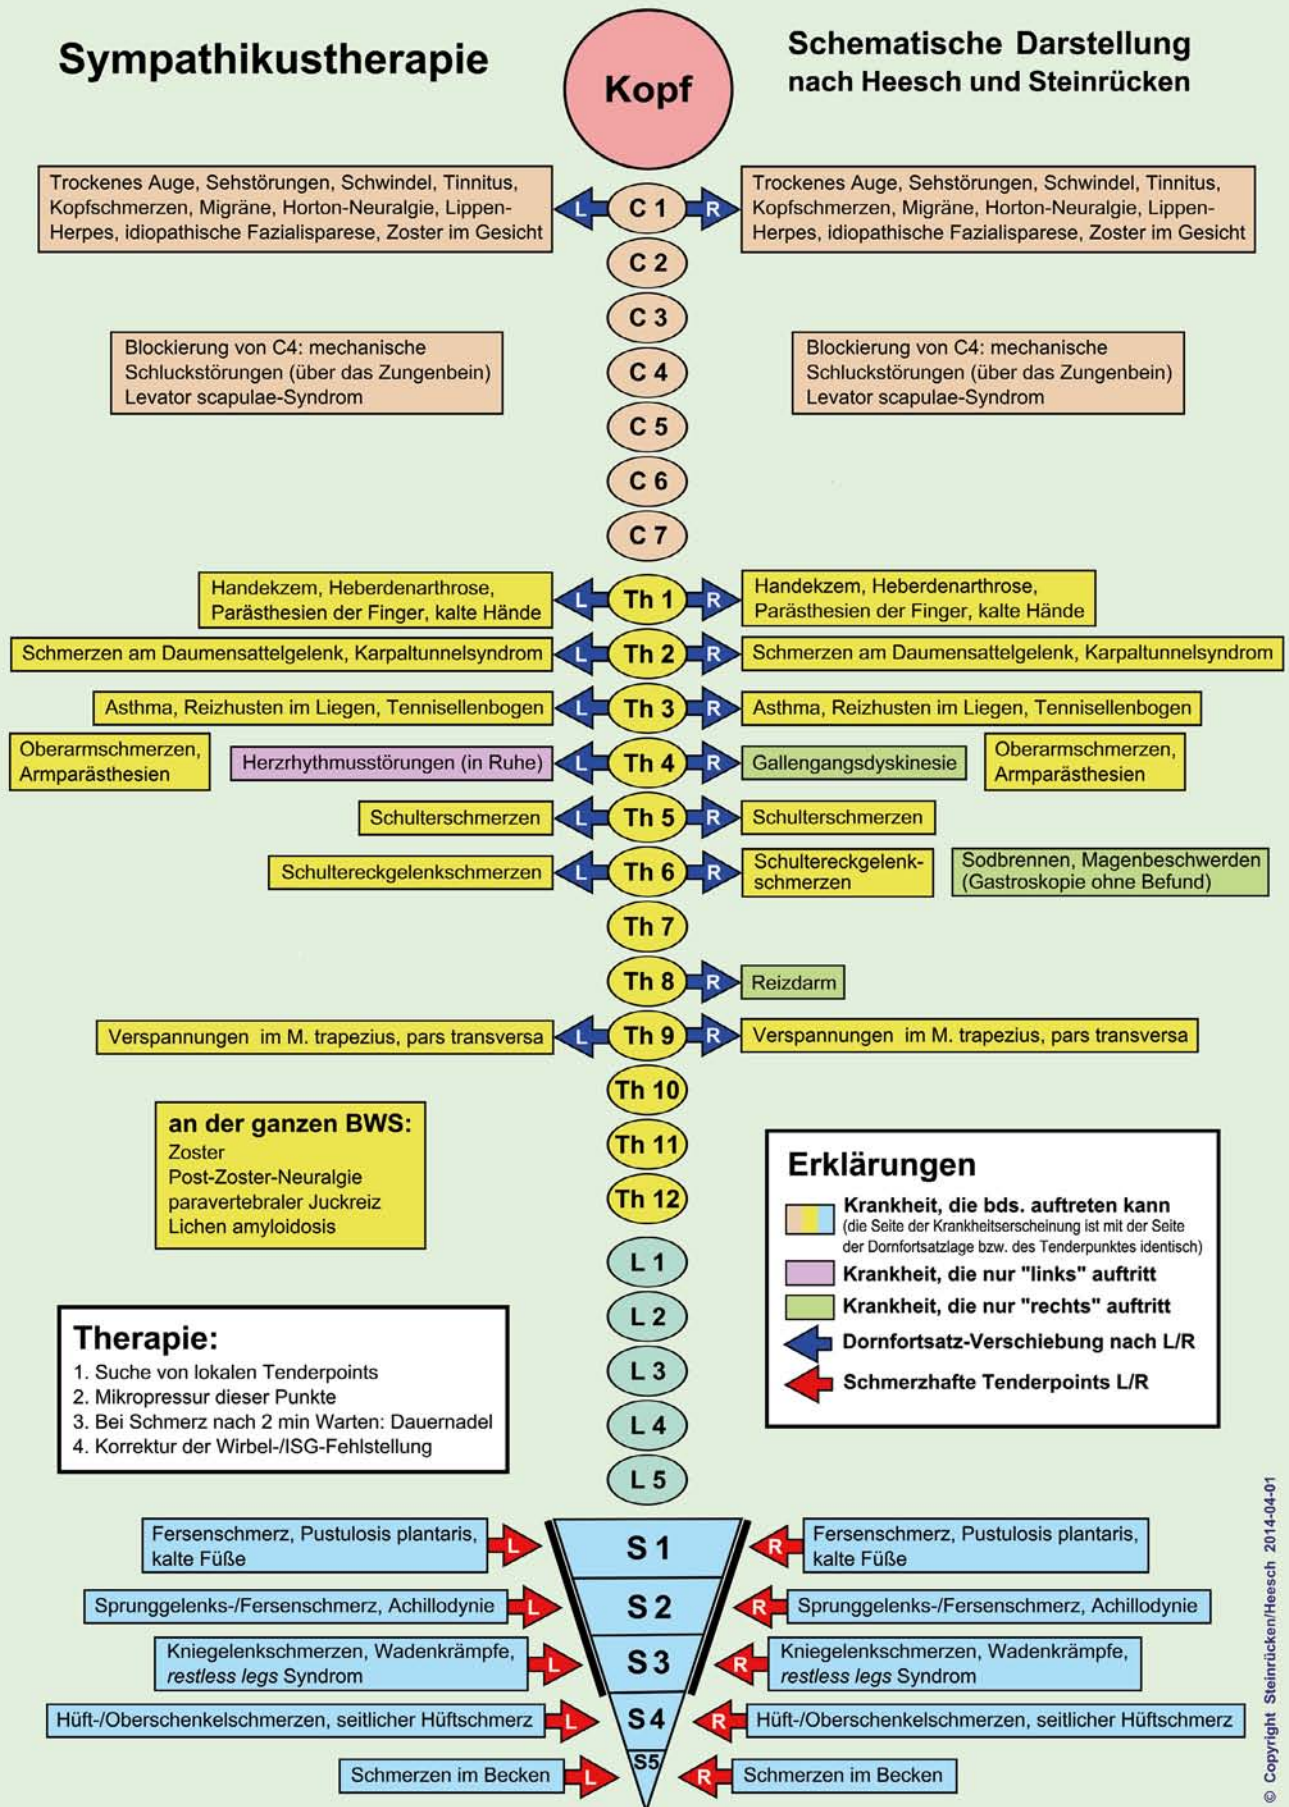 Sympathikustherapie
Kopf
Schematische Darstellung
nach Heesch und Steinrücken
Trockenes Auge, Sehstörungen, Schwindel, Tinnitus,
Kopfschmerzen, Migräne, Horton-Neuralgie, Lippen-
Herpes, idiopathische Fazialisparese, Zoster im Gesicht
L
C 1
R
Trockenes Auge, Sehstörungen, Schwindel, Tinnitus,
Kopfschmerzen, Migräne, Horton-Neuralgie, Lippen-
Herpes, idiopathische Fazialisparese, Zoster im Gesicht
C 2
C 3
Blockierung von C4: mechanische
Schluckstörungen (über das Zungenbein)
Levator scapulae-Syndrom
C 4
Blockierung von C4: mechanische
Schluckstörungen (über das Zungenbein)
Levator scapulae-Syndrom
C 5
C 6
C 7
Handekzem, Heberdenarthrose,
Parästhesien der Finger, kalte Hände
L
Th 1
R
Handekzem, Heberdenarthrose,
Parästhesien der Finger, kalte Hände
Schmerzen am Daumensattelgelenk, Karpaltunnelsyndrom
L
Th 2
R
Schmerzen am Daumensattelgelenk, Karpaltunnelsyndrom
Asthma, Reizhusten im Liegen, Tennisellenbogen
L
Th 3
R
Asthma, Reizhusten im Liegen, Tennisellenbogen
Oberarmschmerzen,
Armparästhesien
Herzrhythmusstörungen (in Ruhe)
L
Th 4
R
Gallengangsdyskinesie
Oberarmschmerzen,
Armparästhesien
Schulterschmerzen
L
Th 5
R
Schulterschmerzen
Schultereckgelenkschmerzen
L
Th 6
R
Schultereckgelenk-
schmerzen
Sodbrennen, Magenbeschwerden
(Gastroskopie ohne Befund)
Th 7
Th 8
R
Reizdarm
Verspannungen im M. trapezius, pars transversa
L
Th 9
R
Verspannungen im M. trapezius, pars transversa
Th 10
an der ganzen BWS:
Zoster
Post-Zoster-Neuralgie
paravertebraler Juckreiz
Lichen amyloidosis
Th 11
Th 12
L 1
L 2
L 3
L 4
L 5
Erklärungen
Krankheit, die bds. auftreten kann
(die Seite der Krankheitserscheinung ist mit der Seite
der Dornfortsatzlage bzw. des Tenderpunktes identisch)
Krankheit, die nur "links" auftritt
Krankheit, die nur "rechts" auftritt
Dornfortsatz-Verschiebung nach L/R
Schmerzhafte Tenderpoints L/R
Therapie:
1. Suche von lokalen Tenderpoints
2. Mikropressur dieser Punkte
3. Bei Schmerz nach 2 min Warten: Dauernadel
4. Korrektur der Wirbel-/ISG-Fehlstellung
Fersenschmerz, Pustulosis plantaris,
kalte Füße
L
S 1
R
Fersenschmerz, Pustulosis plantaris,
kalte Füße
Sprunggelenks-/Fersenschmerz, Achillodynie
L
S 2
R
Sprunggelenks-/Fersenschmerz, Achillodynie
Kniegelenkschmerzen, Wadenkrämpfe,
restless legs Syndrom
L
S 3
R
Kniegelenkschmerzen, Wadenkrämpfe,
restless legs Syndrom
Hüft-/Oberschenkelschmerzen, seitlicher Hüftschmerz
L
S 4
R
Hüft-/Oberschenkelschmerzen, seitlicher Hüftschmerz
Schmerzen im Becken
L
S5
R
Schmerzen im Becken
© Copyright Steinrücken/Heesch 2014-04-01